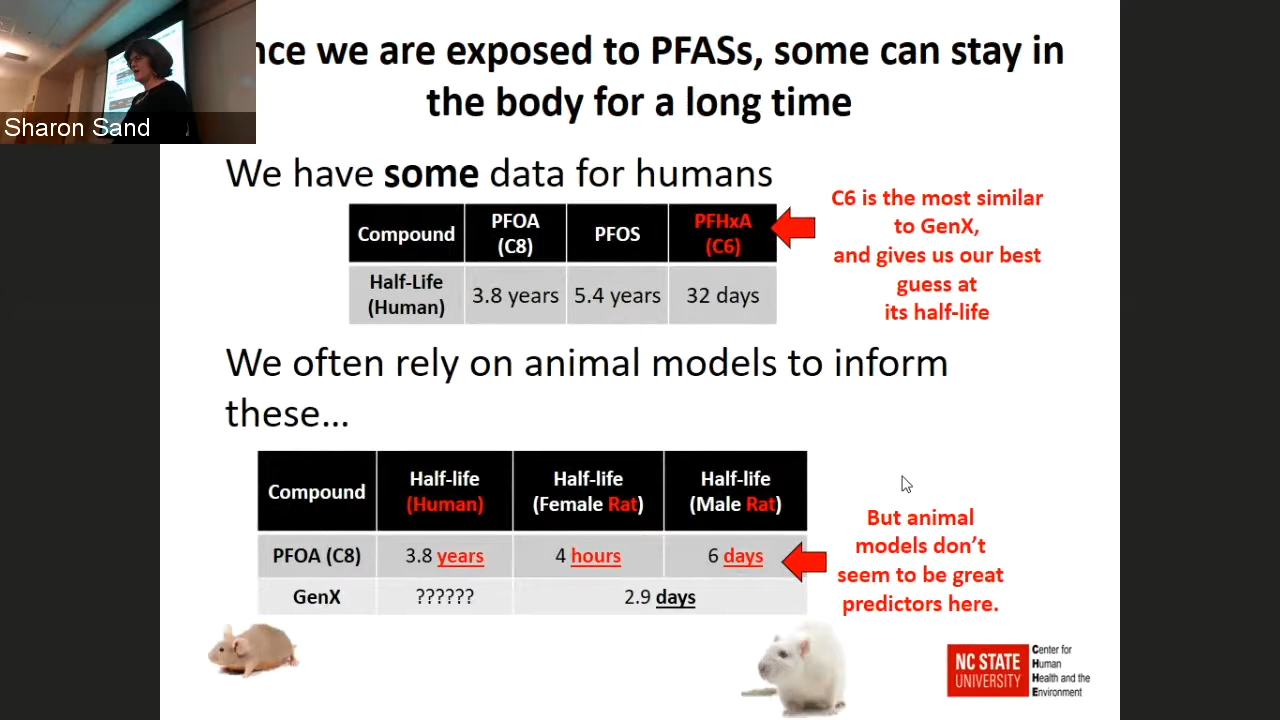 nce we are exposed to PFASs, some can stay in
the body for a long time
Sharon Sand
We have some data for humans
Compound
PFOA
(C8)
PFOS
PFHxA
(C6)
Half-Life
(Human)
3.8 years
5.4 years
32 days
C6 is the most similar
to GenX,
and gives us our best
guess at
its half-life
We often rely on animal models to inform
these...
Compound
Half-life
(Human)
Half-life
(Female Rat)
Half-life
(Male Rat)
PFOA (C8)
3.8 years
4 hours
6 days
GenX
??????
2.9 days
But animal
models don't
seem to be great
predictors here.
NC STATE
UNIVERSITY
Center for
Human
Health and the
Environment